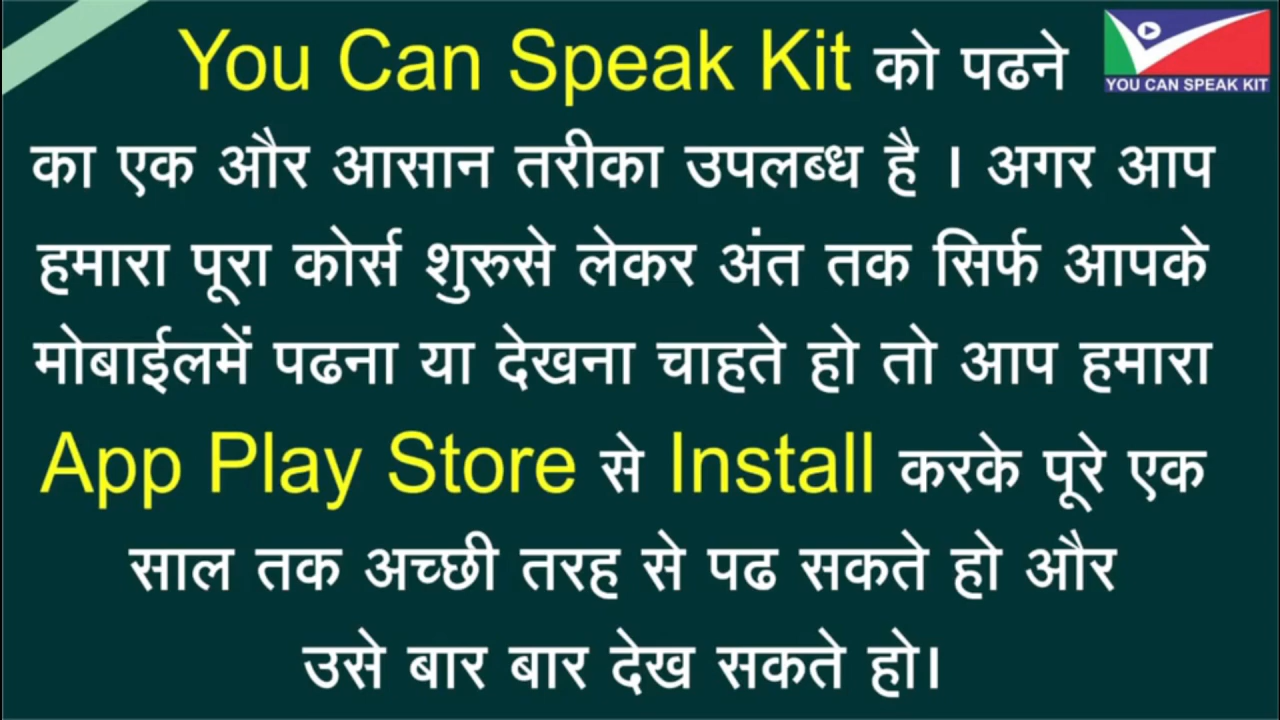 You Can Speak Kit को पढने
YOU CAN SPEAK KIT
का एक और आसान तरीका उपलब्ध है । अगर आप
हमारा पूरा कोर्स शुरुसे लेकर अंत तक सिर्फ आपके
मोबाईलमें पढना या देखना चाहते हो तो आप हमारा
App Play Store से Install करके पूरे एक
साल तक अच्छी तरह से पढ सकते हो और
उसे बार बार देख सकते हो।